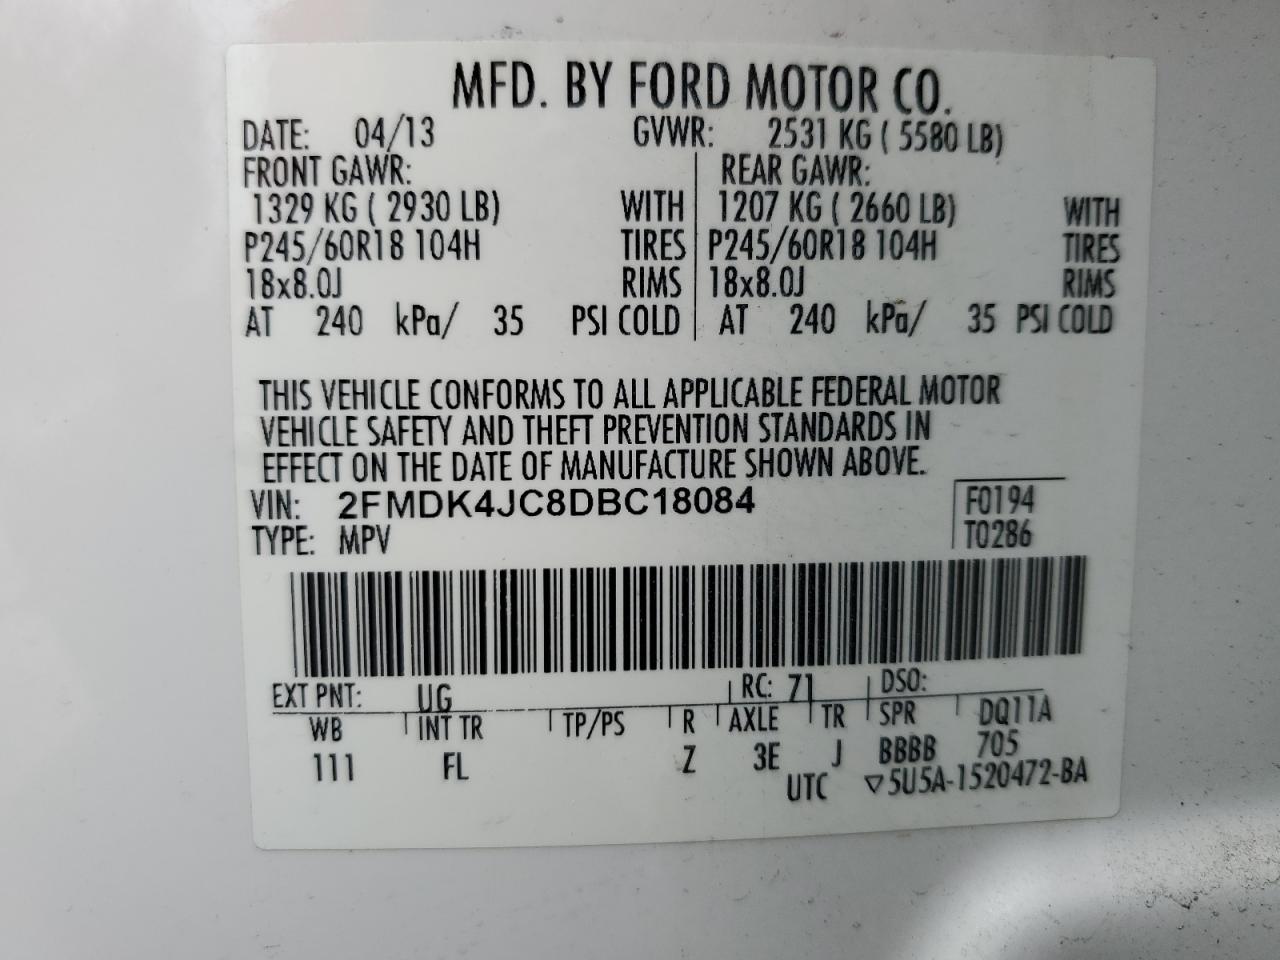 MFD. BY FORD MOTOR CO.
DATE: 04/13 GVWR: 2531 KG ( 5580 LB)
FRONT GAWR: REAR GAWR:
1329 KG ( 2930 LB) WITH 1207 KG ( 2660 LB) WITH
P245/60R18 104H TIRES P245/60R18 104H TIRES
18x8.0J RIMS 18x8.0J RIMS
AT 240 kPa/ 35 PSI COLD AT 240 kPa/ 35 PSI COLD
THIS VEHICLE CONFORMS TO ALL APPLICABLE FEDERAL MOTOR
VEHICLE SAFETY AND THEFT PREVENTION STANDARDS IN
EFFECT ON THE DATE OF MANUFACTURE SHOWN ABOVE.
VIN: 2FMDK4JC8DBC18084 F0194
TYPE: MPV T0286
EXT PNT: UG RC: 71 DSO:
WB INT TR TP/PS R AXLE TR SPR DQ11A
111 FL Z 3E J BBBB 705
UTC ▽5U5A-1520472-BA